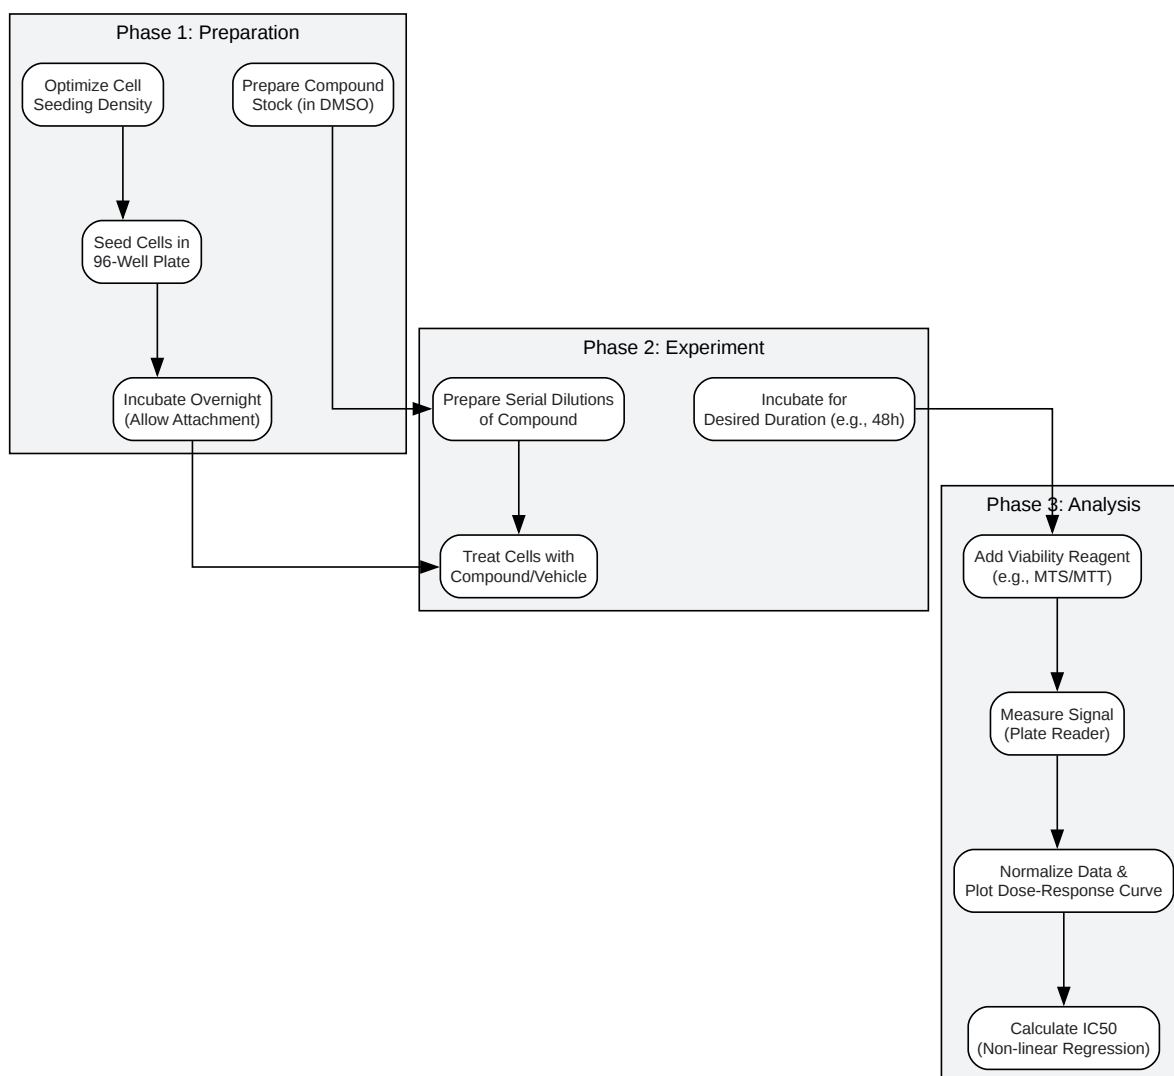 Phase 1: Preparation
Optimize Cell
Seeding Density
Prepare Compound
Stock (in DMSO)
Seed Cells in
96-Well Plate
Incubate Overnight
(Allow Attachment)
Phase 2: Experiment
Prepare Serial Dilutions
of Compound
Incubate for
Desired Duration (e.g., 48h)
Treat Cells with
Compound/Vehicle
Phase 3: Analysis
Add Viability Reagent
(e.g., MTS/MTT)
Measure Signal
(Plate Reader)
Normalize Data &
Plot Dose-Response Curve
Calculate IC50
(Non-linear Regression)